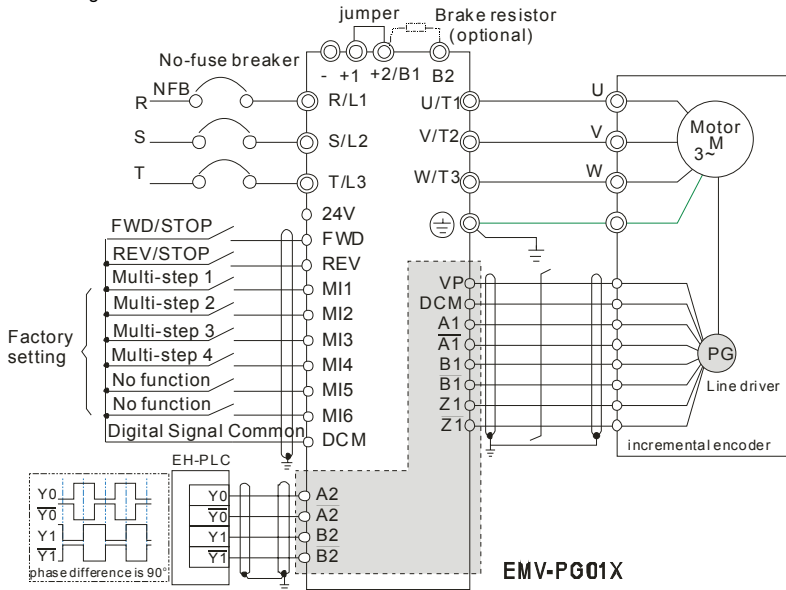 jumper
Brake resistor
(optional)
No-fuse breaker
- +1 +2/B1 B2
NFB
R R/L1 U/T1 U
S S/L2 V/T2 V
T T/L3 W/T3 W
Motor
M
3~
24V
FWD/STOP FWD
REV/STOP REV
Multi-step 1 MI1
Multi-step 2 MI2
Multi-step 3 MI3
Multi-step 4 MI4
No function MI5
No function MI6
Digital Signal Common DCM
Factory
setting
VP
DCM
A1
A1
B1
B1
Z1
Z1
PG
Line driver
incremental encoder
EH-PLC
Y0
Y0
Y1
Y1
phase difference is 90°
Y0 A2
Y0 A2
Y1 B2
Y1 B2
EMV-PG01X